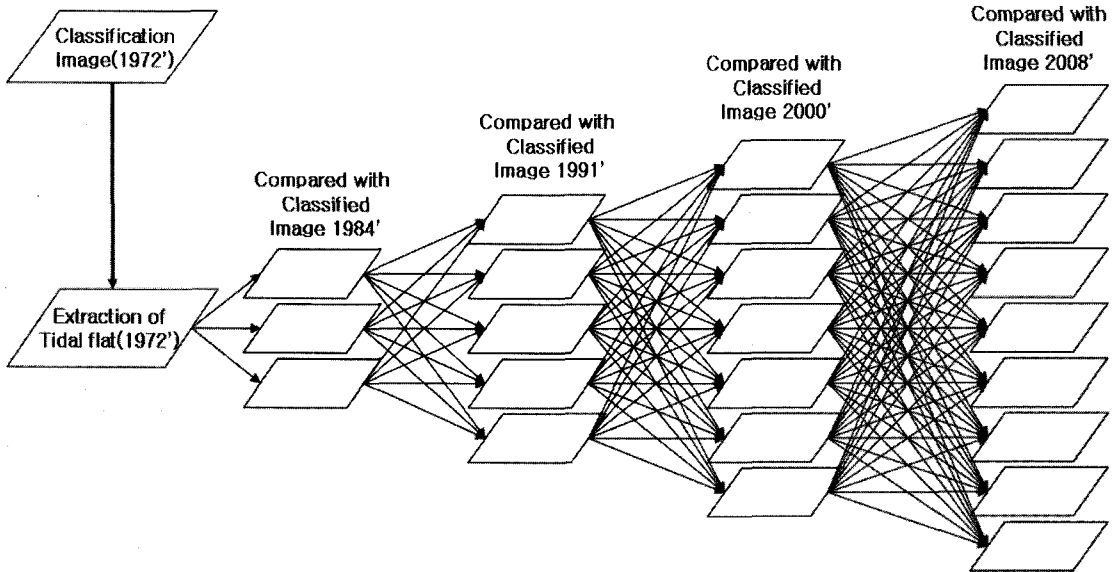 Classification
Image(1972')
Extraction of
Tidal flat(1972')
Compared with
Classified
Image 1984'
Compared with
Classified
Image 1991'
Compared with
Classified
Image 2000'
Compared with
Classified
Image 2008'